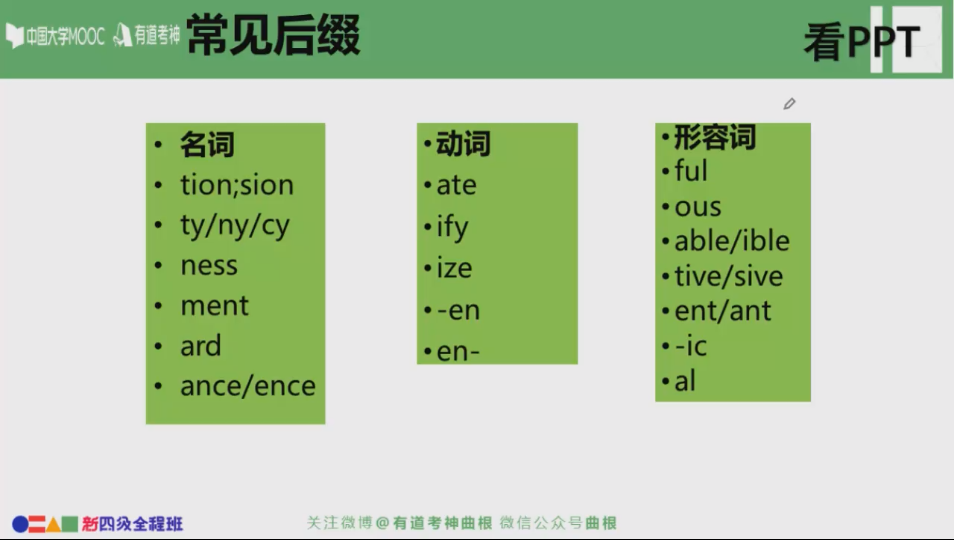 中国大学MOOC 有道考神 常见后缀 看PPT
• 名词
• tion;sion
• ty/ny/cy
• ness
• ment
• ard
• ance/ence
• 动词
• ate
• ify
• ize
• -en
• en-
• 形容词
• ful
• ous
• able/ible
• tive/sive
• ent/ant
• -ic
• al
新四级全程班
关注微博@有道考神曲根 微信公众号曲根